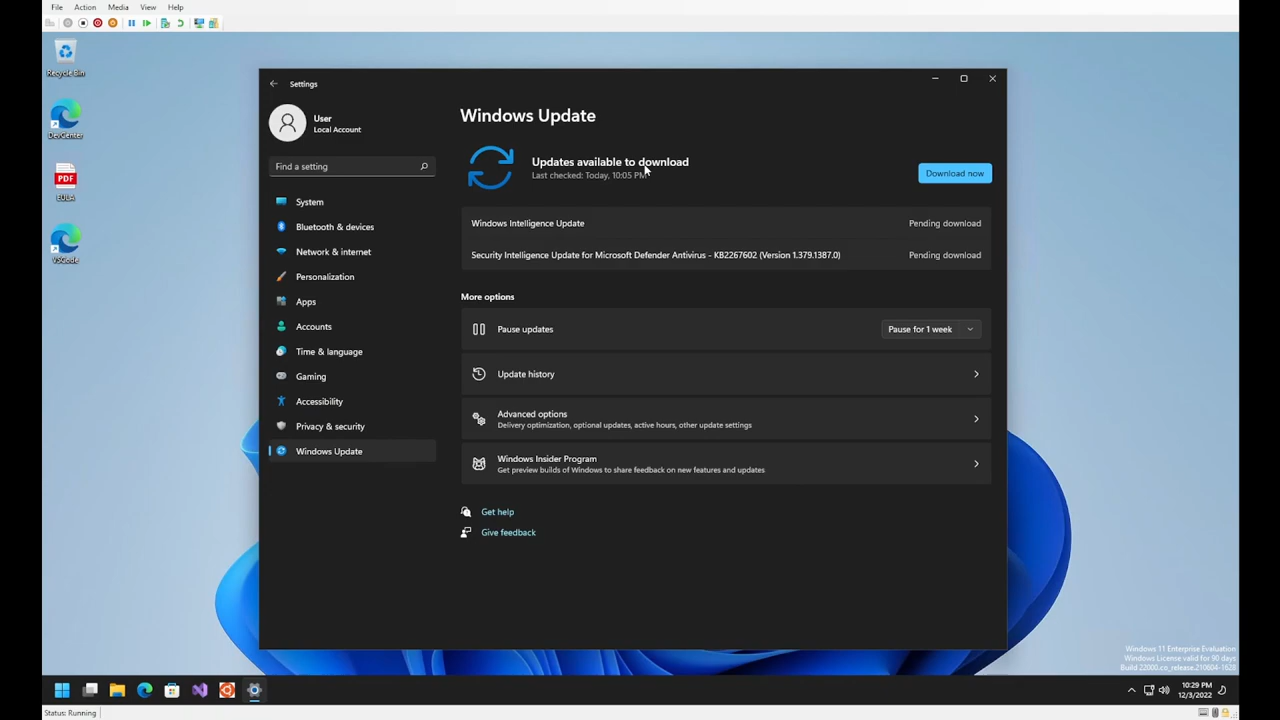 File Action Media View Help
Recycle Bin
DevCenter
EULA
VSCode
Settings
User
Local Account
Find a setting
System
Bluetooth & devices
Network & internet
Personalization
Apps
Accounts
Time & language
Gaming
Accessibility
Privacy & security
Windows Update
Windows Update
Updates available to download
Last checked: Today, 10:05 PM
Download now
Windows Intelligence Update Pending download
Security Intelligence Update for Microsoft Defender Antivirus - KB2267602 (Version 1.379.1387.0) Pending download
More options
Pause updates Pause for 1 week
Update history
Advanced options
Delivery optimization, optional updates, active hours, other update settings
Windows Insider Program
Get preview builds of Windows to share feedback on new features and updates
Get help
Give feedback
Windows 11 Enterprise Evaluation
Windows License valid for 90 days
Build 22000.co_release.210604-1628
10:29 PM
12/3/2022
Status: Running
PDF